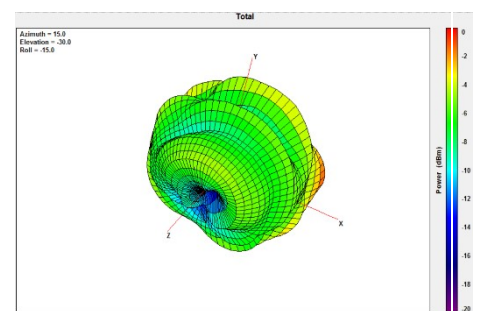 Total
Azimuth = 15.0
Elevation = -30.0
Roll = -15.0
Y
X
Z
Power (dBm)
0
-2
-4
-6
-8
-10
-12
-14
-16
-18
-20